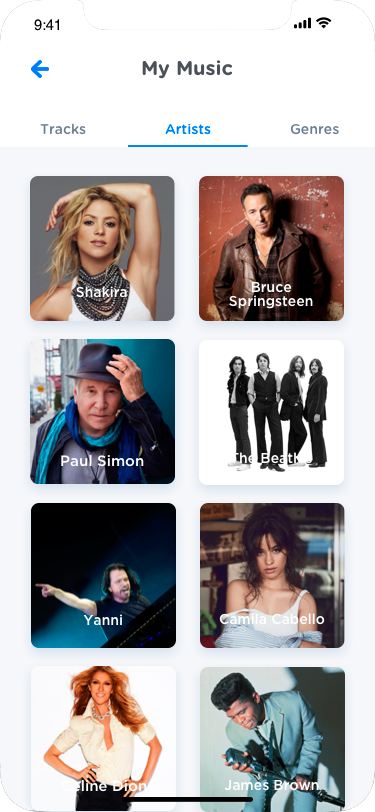 9:41
My Music
Tracks Artists Genres
Shakira
Bruce
Springsteen
Paul Simon
The Beatles
Yanni
Camila Cabello
Celine Dion
James Brown